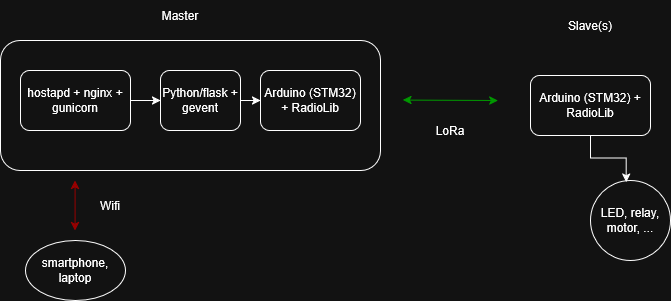 Master
Slave(s)
hostapd + nginx +
gunicorn
Python/flask +
gevent
Arduino (STM32)
+ RadioLib
LoRa
Arduino (STM32) +
RadioLib
Wifi
LED, relay,
motor, ...
smartphone,
laptop